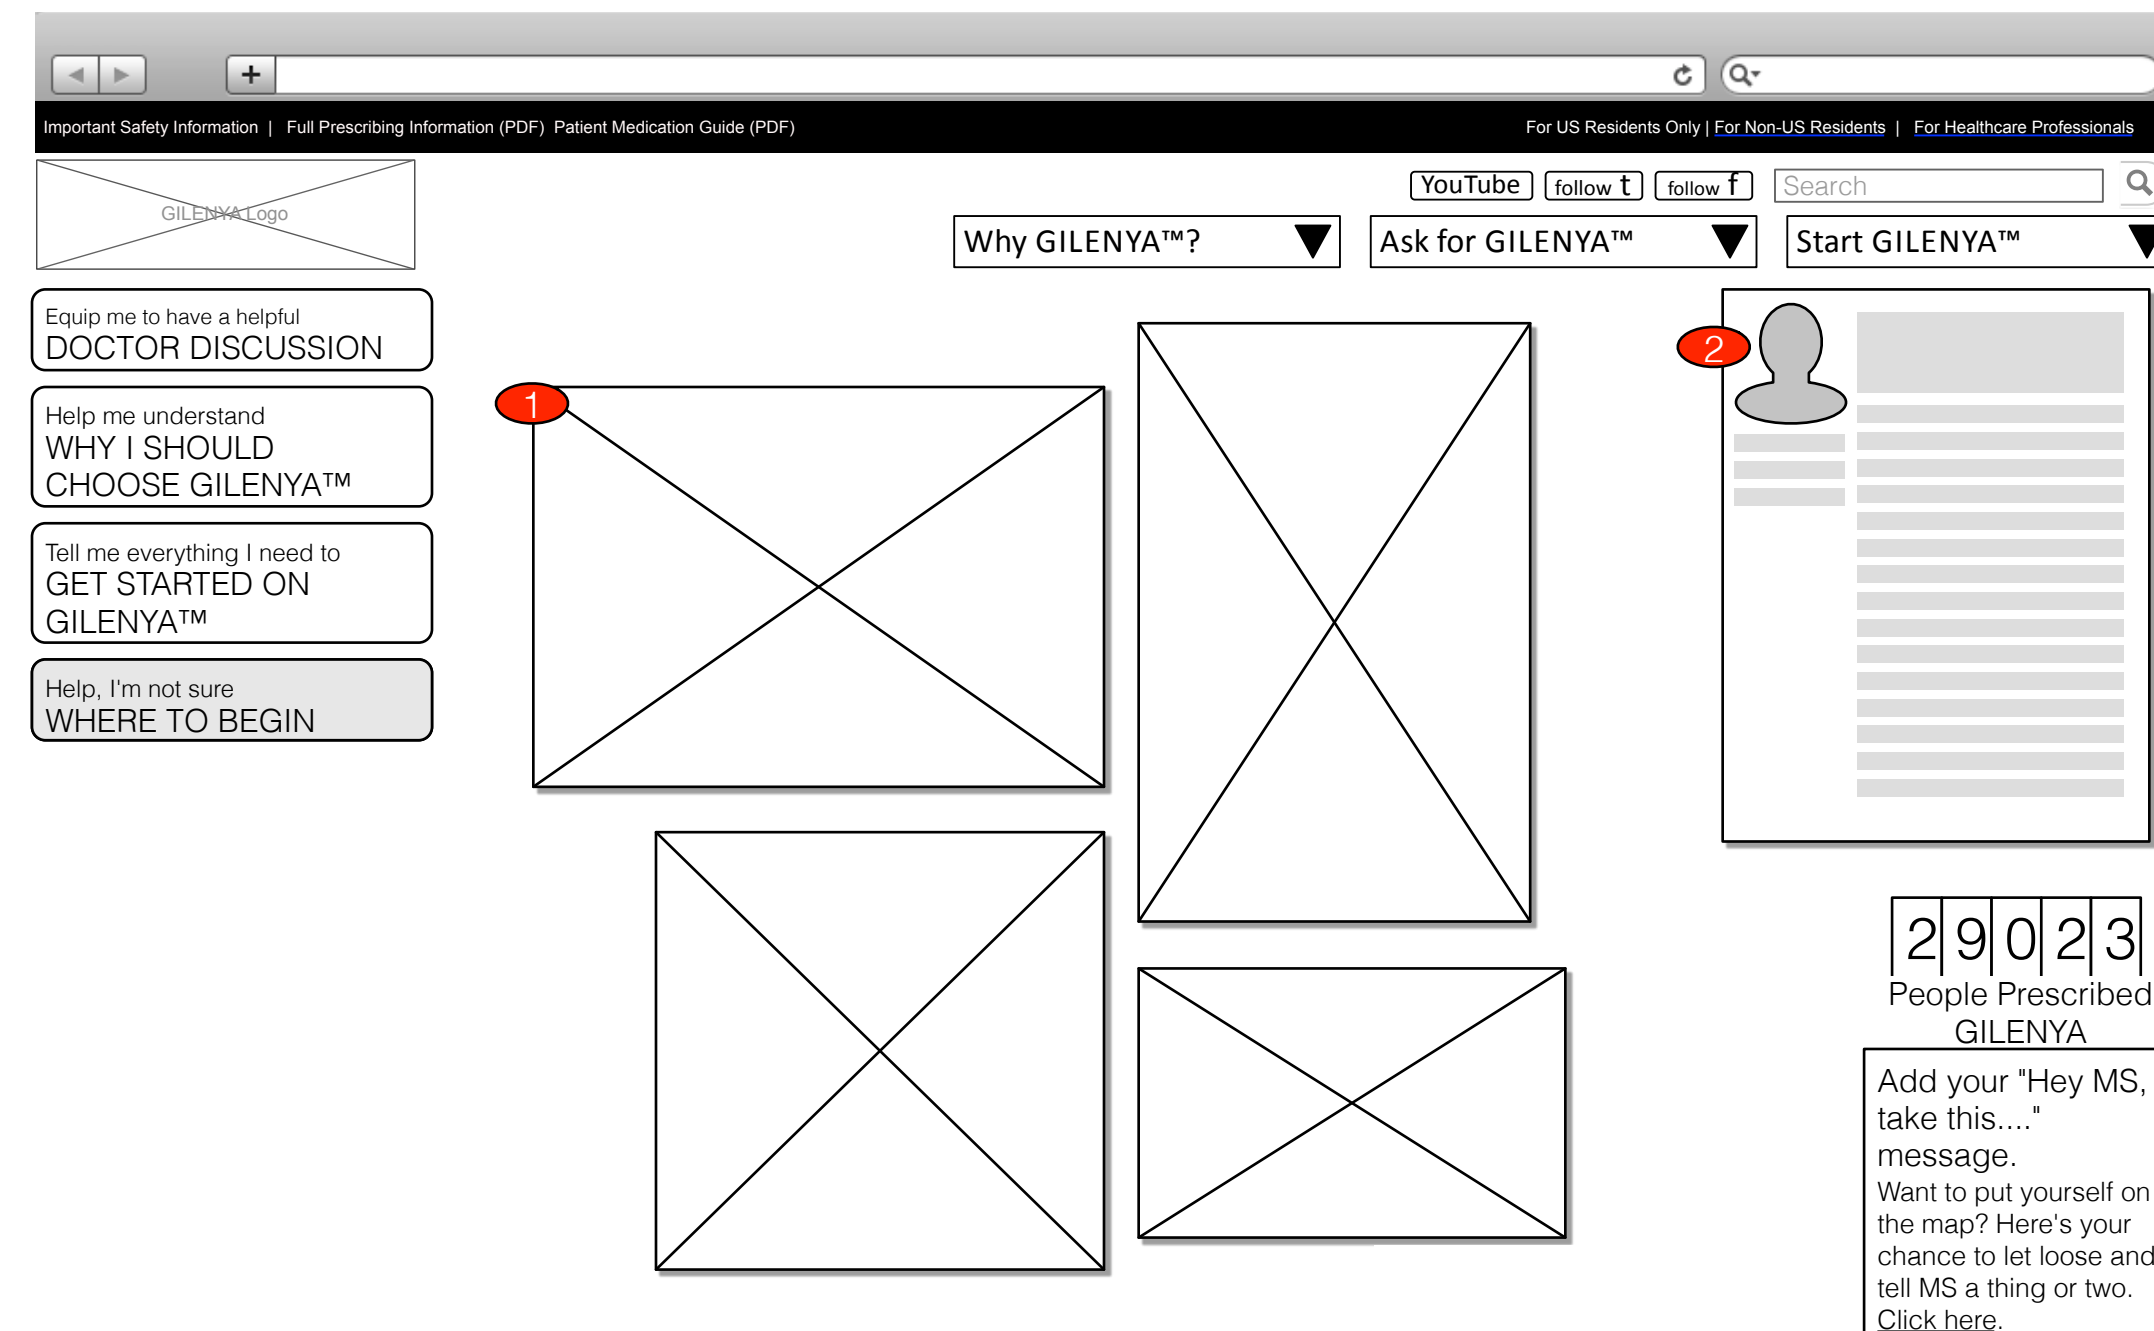 Important Safety Information | Full Prescribing Information (PDF) Patient Medication Guide (PDF)
For US Residents Only | For Non-US Residents | For Healthcare Professionals
GILENYA Logo
YouTube
follow t
follow f
Search
Why GILENYA™?
Ask for GILENYA™
Start GILENYA™
Equip me to have a helpful
DOCTOR DISCUSSION
Help me understand
WHY I SHOULD
CHOOSE GILENYA™
Tell me everything I need to
GET STARTED ON
GILENYA™
Help, I'm not sure
WHERE TO BEGIN
1
2
29023
People Prescribed
GILENYA
Add your "Hey MS,
take this...."
message.
Want to put yourself on
the map? Here's your
chance to let loose and
tell MS a thing or two.
Click here.